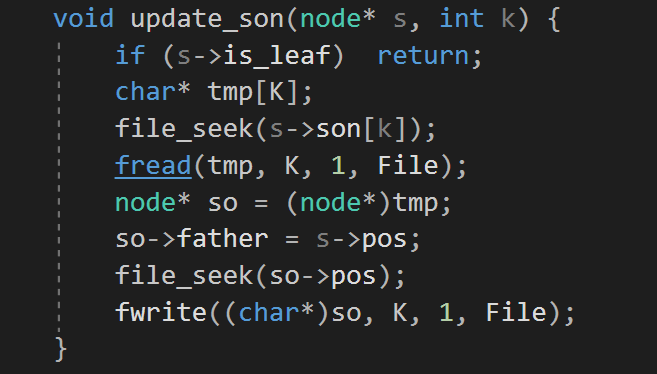 void update_son(node* s, int k) {
    if (s->is_leaf)  return;
    char* tmp[K];
    file_seek(s->son[k]);
    fread(tmp, K, 1, File);
    node* so = (node*)tmp;
    so->father = s->pos;
    file_seek(so->pos);
    fwrite((char*)so, K, 1, File);
}